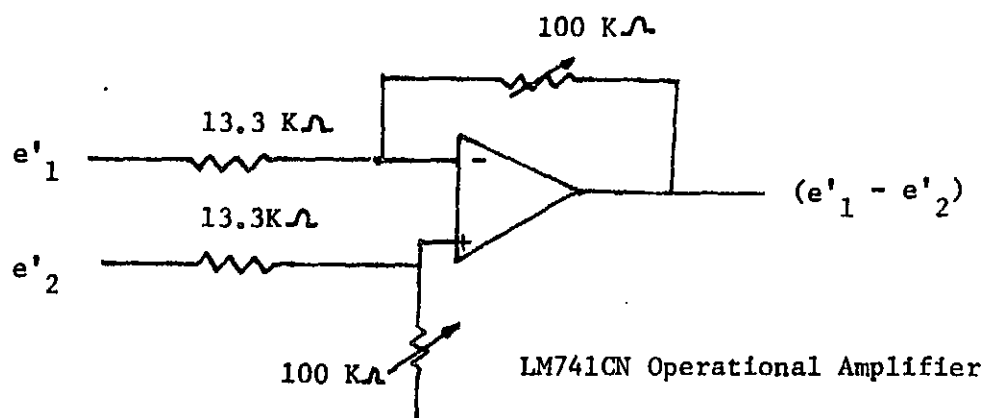 100 KΩ
13.3 KΩ
e'1
-
(e'1 - e'2)
13.3KΩ
+
e'2
100 KΩ
LM741CN Operational Amplifier